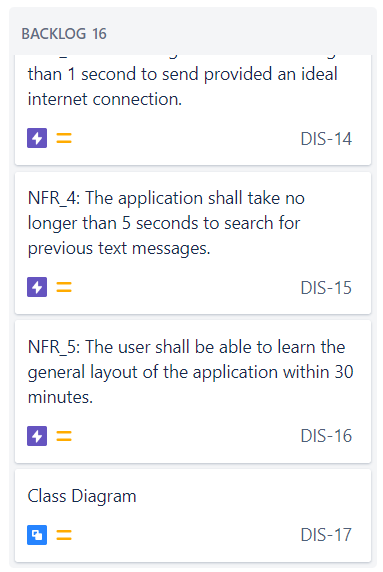 BACKLOG 16
than 1 second to send provided an ideal
internet connection.
DIS-14
NFR_4: The application shall take no
longer than 5 seconds to search for
previous text messages.
DIS-15
NFR_5: The user shall be able to learn the
general layout of the application within 30
minutes.
DIS-16
Class Diagram
DIS-17